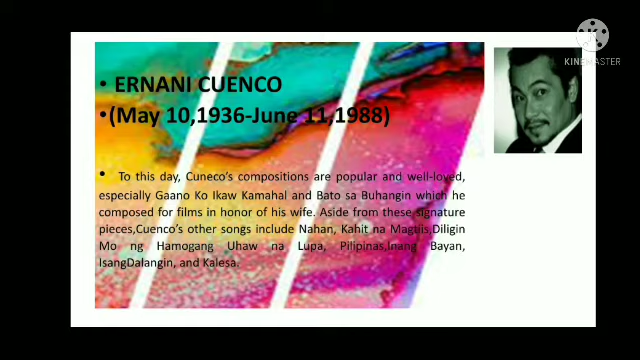 KINEMASTER
• ERNANI CUENCO
•(May 10,1936-June 11,1988)
• To this day, Cuneco's compositions are popular and well-loved,
especially Gaano Ko Ikaw Kamahal and Bato sa Buhangin which he
composed for films in honor of his wife. Aside from these signature
pieces,Cuenco's other songs include Nahan, Kahit na Magtiis,Diligin
Mo ng Hamogang Uhaw na Lupa, Pilipinas,Inang Bayan,
IsangDalangin, and Kalesa.